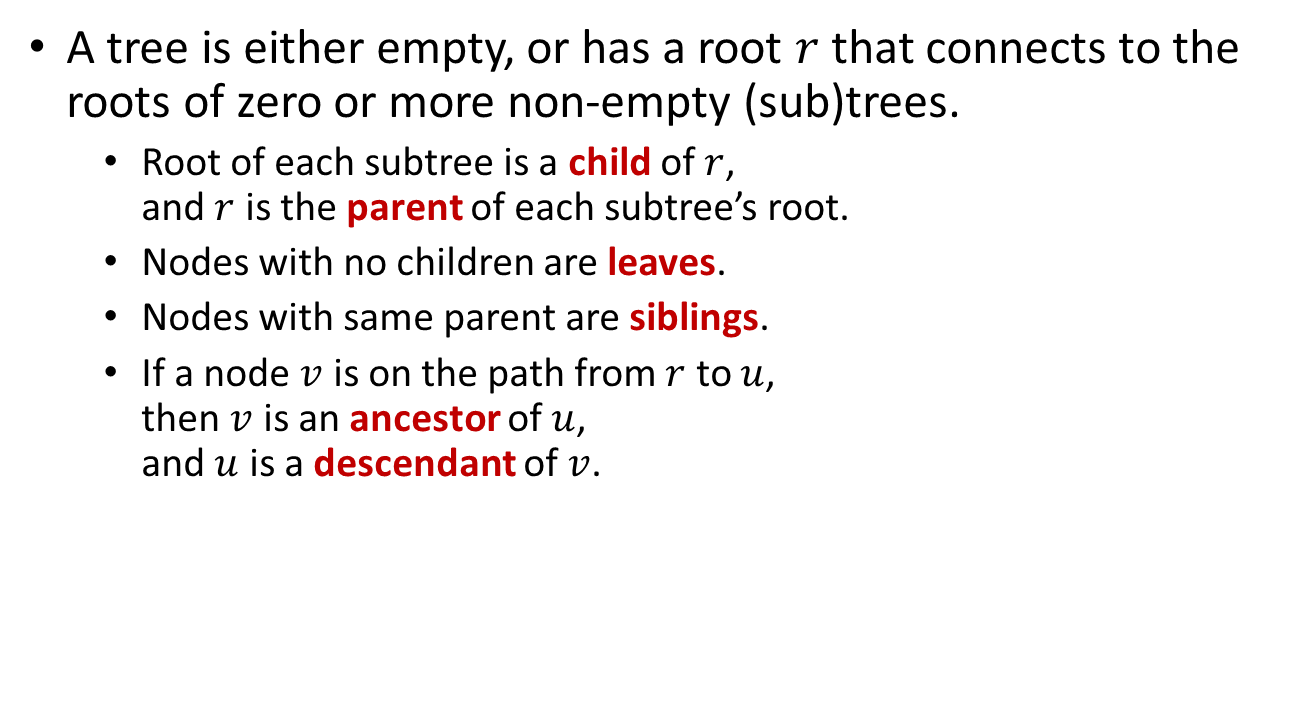 • A tree is either empty, or has a root r that connects to the
roots of zero or more non-empty (sub)trees.
• Root of each subtree is a child of r,
and r is the parent of each subtree’s root.
• Nodes with no children are leaves.
• Nodes with same parent are siblings.
• If a node v is on the path from r to u,
then v is an ancestor of u,
and u is a descendant of v.